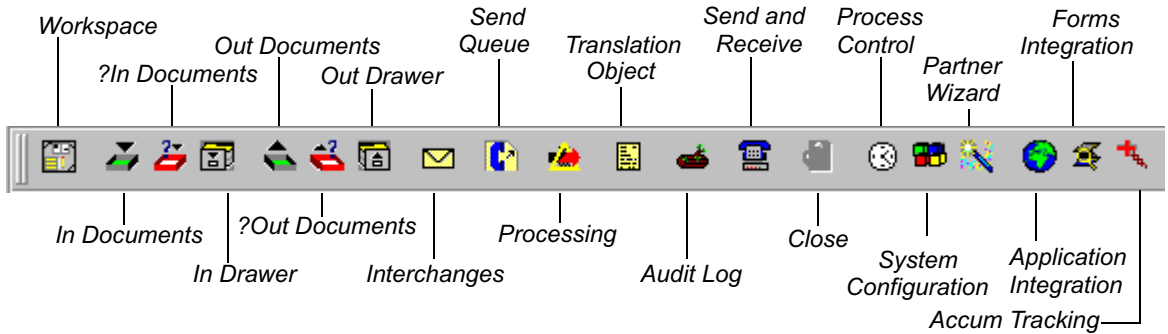 Workspace
?In Documents
Out Documents
Out Drawer
Send
Queue
Translation
Object
Send and
Receive
Process
Control
Partner
Wizard
Forms
Integration
In Documents
In Drawer
?Out Documents
Interchanges
Processing
Audit Log
Close
System
Configuration
Application
Integration
Accum Tracking